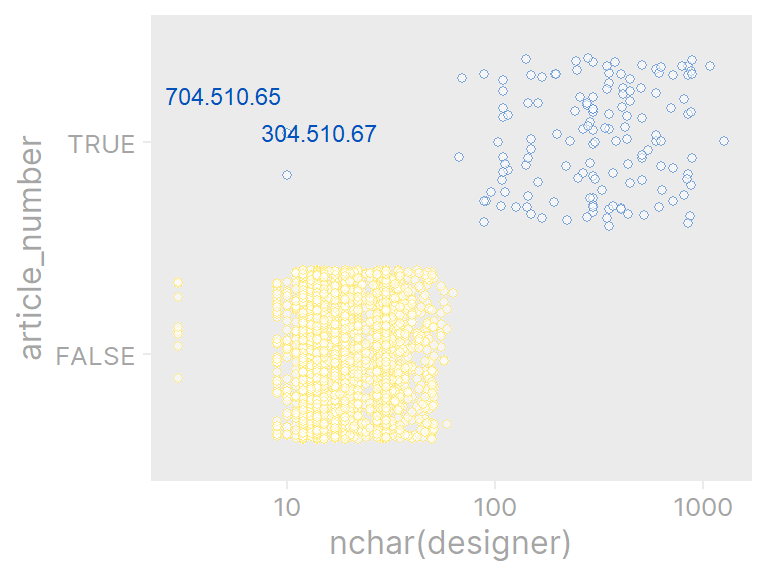 704.510.65
304.510.67
TRUE
FALSE
article_number
10
100
1000
nchar(designer)